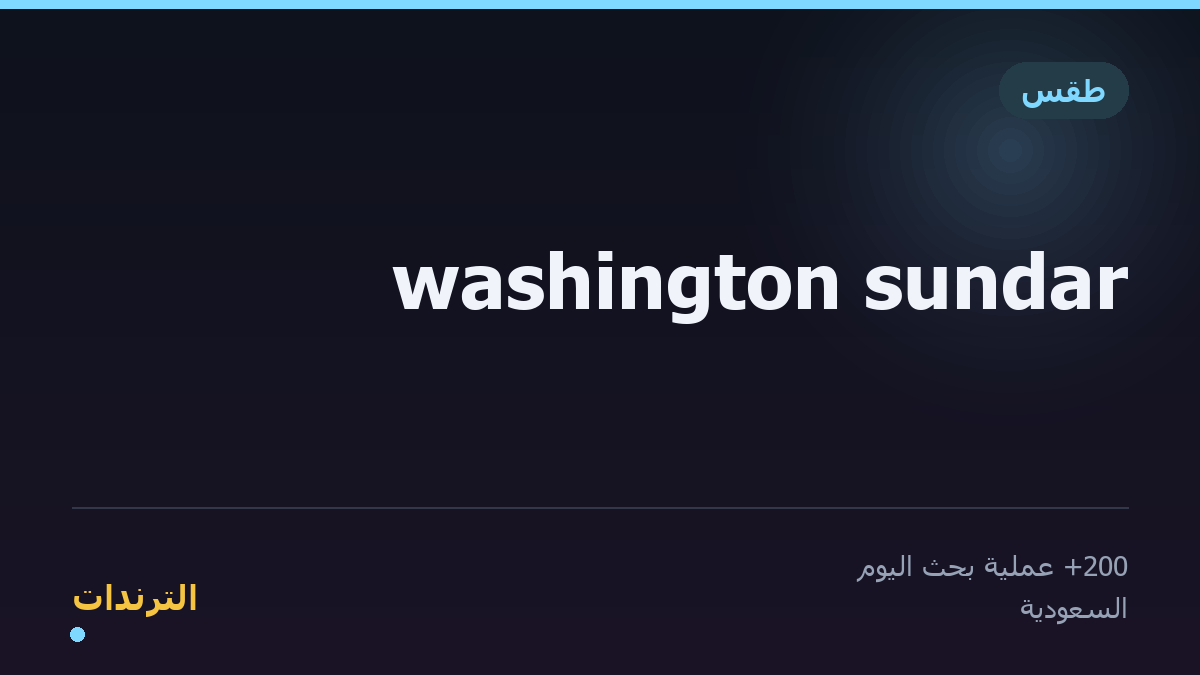 طقس
washington sundar
200+ عملية بحث اليوم
السعودية
الترندات